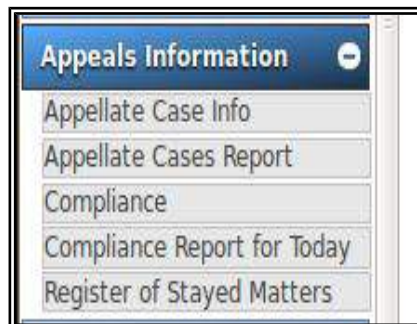 Appeals Information
Appellate Case Info
Appellate Cases Report
Compliance
Compliance Report for Today
Register of Stayed Matters